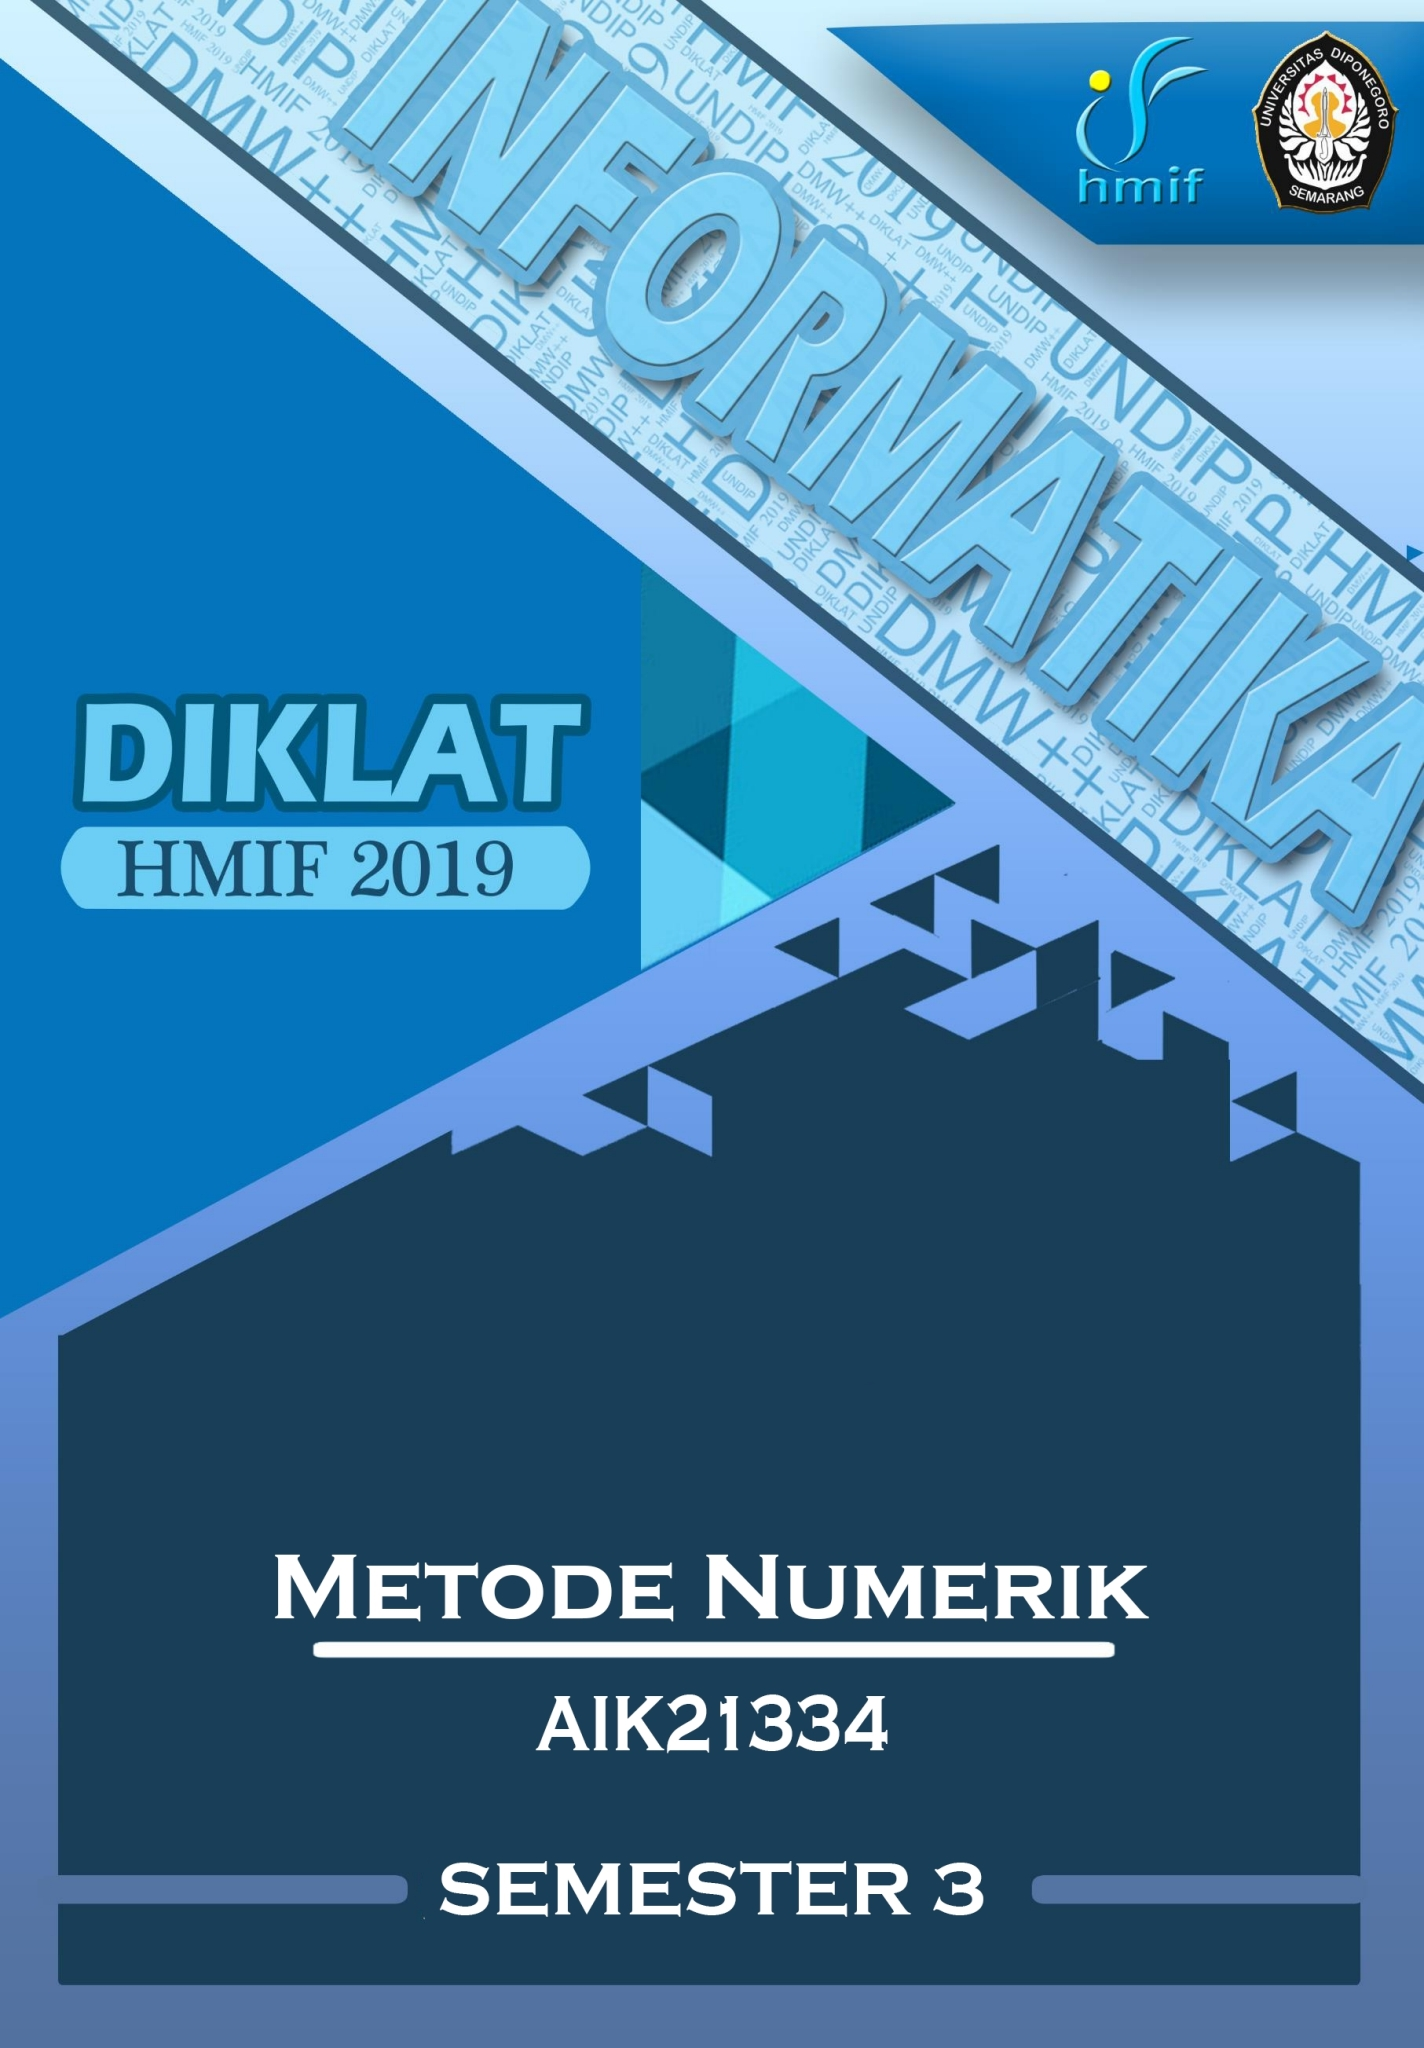 INFORMATIKA
hmif
UNIVERSITAS DIPONEGORO
SEMARANG
DIKLAT
HMIF 2019
METODE NUMERIK
AIK21334
SEMESTER 3